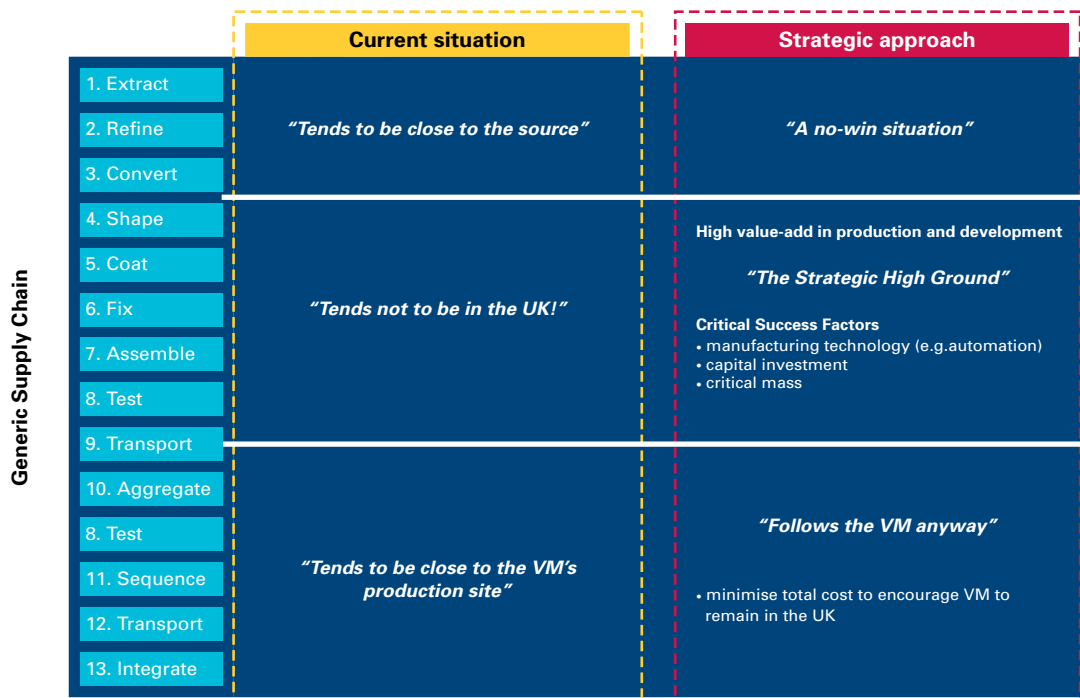 Current situation
Strategic approach
Generic Supply Chain
1. Extract
2. Refine
3. Convert
“Tends to be close to the source”
“A no-win situation”
4. Shape
5. Coat
6. Fix
7. Assemble
8. Test
9. Transport
“Tends not to be in the UK!”
High value-add in production and development
“The Strategic High Ground”
Critical Success Factors
• manufacturing technology (e.g.automation)
• capital investment
• critical mass
10. Aggregate
8. Test
11. Sequence
12. Transport
13. Integrate
“Tends to be close to the VM’s
production site”
“Follows the VM anyway”
• minimise total cost to encourage VM to
remain in the UK